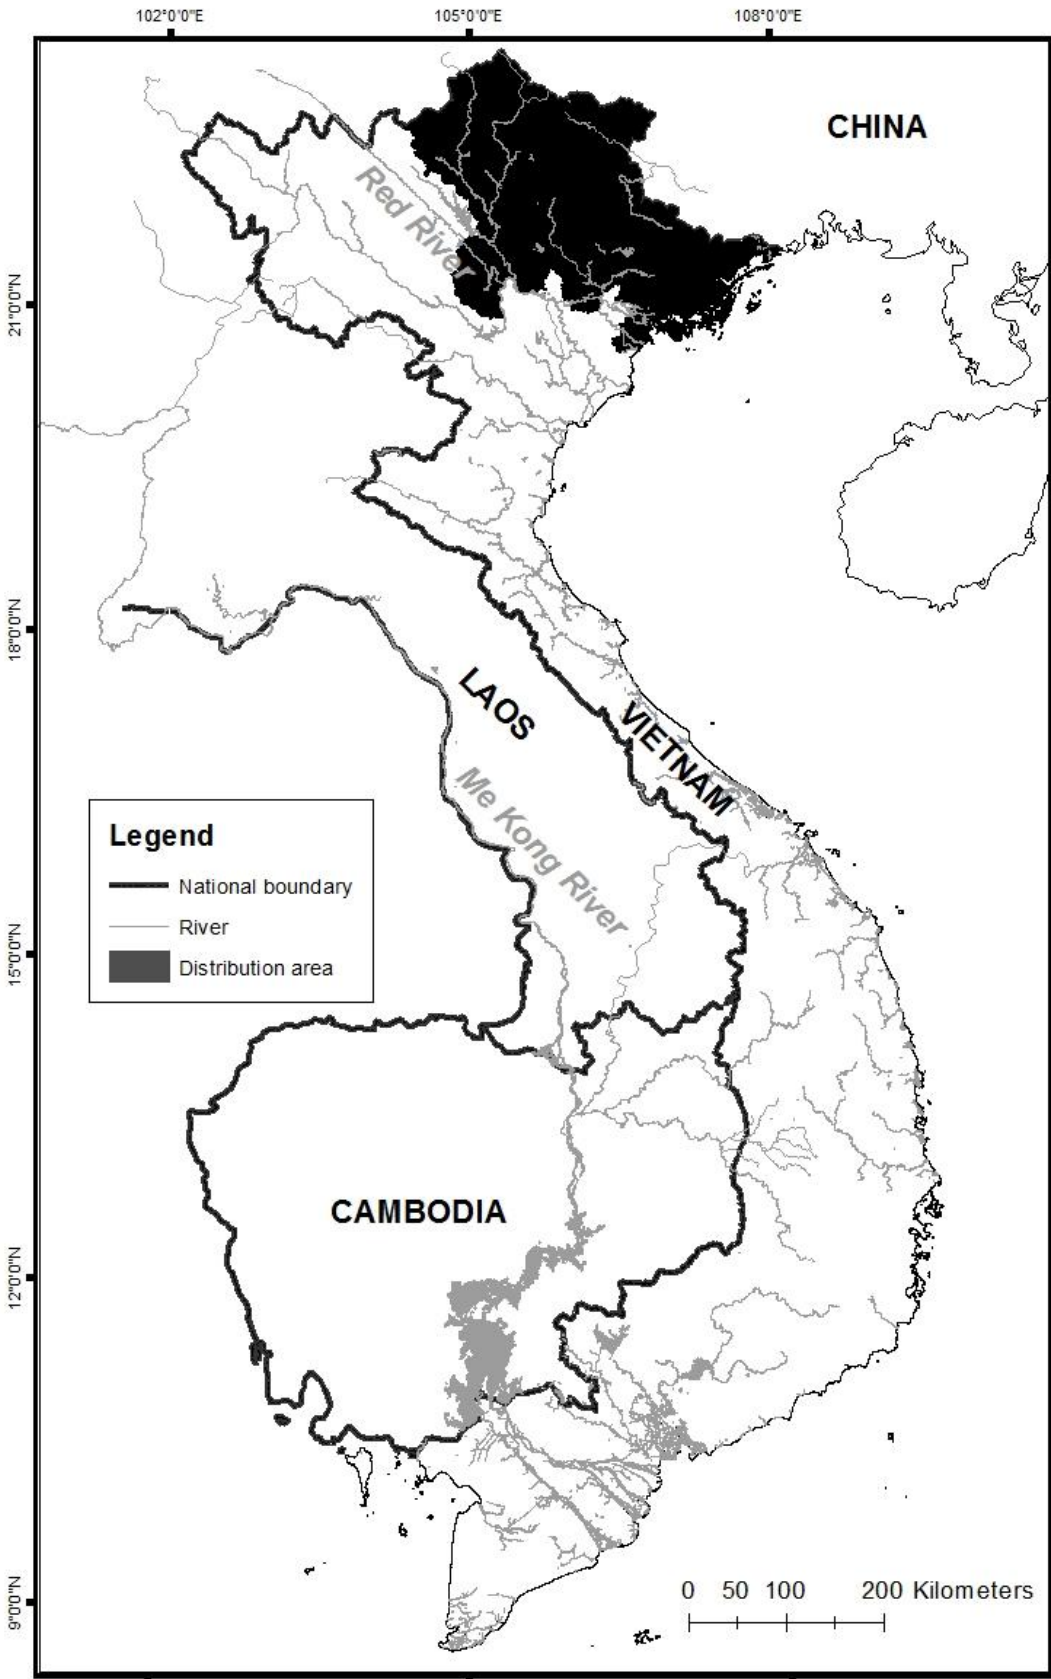 102°0'0"E 105°0'0"E 108°0'0"E
CHINA
Red River
21°0'0"N
18°0'0"N
LAOS
VIETNAM
Me Kong River
Legend
National boundary
River
Distribution area
15°0'0"N
CAMBODIA
12°0'0"N
9°0'0"N
0 50 100 200 Kilometers